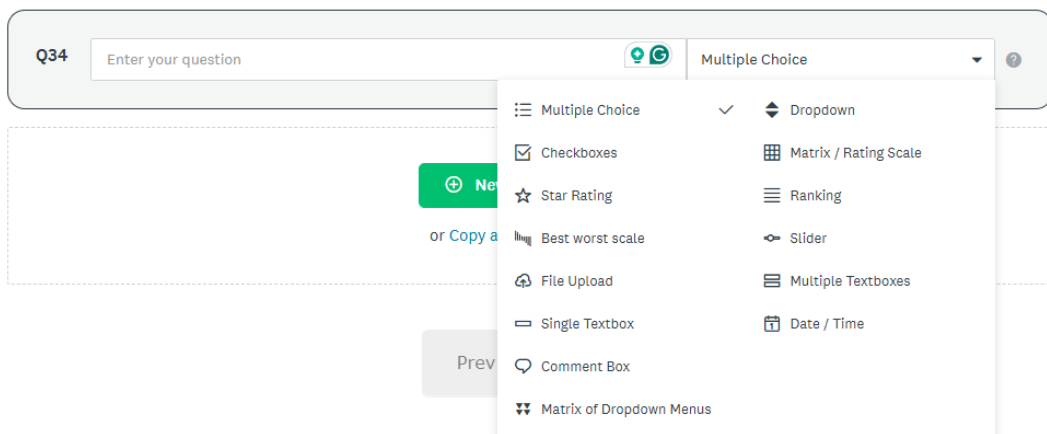 Q34 Enter your question Multiple Choice
Multiple Choice Dropdown
Checkboxes Matrix / Rating Scale
Star Rating Ranking
or Copy a Best worst scale Slider
File Upload Multiple Textboxes
Single Textbox Date / Time
Prev Comment Box
Matrix of Dropdown Menus